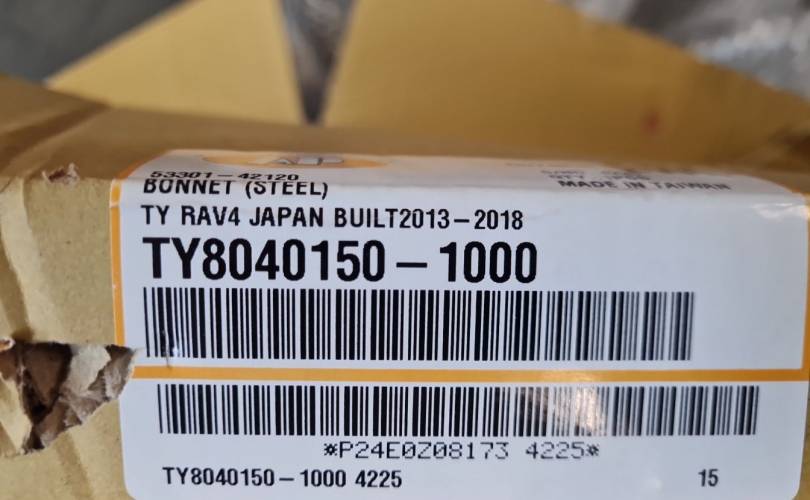 53301-42120
BONNET (STEEL)
MADE IN TAIWAN
TY RAV4 JAPAN BUILT2013-2018
TY8040150-1000
*P24E0Z08173 4225*
TY8040150-1000 4225
15